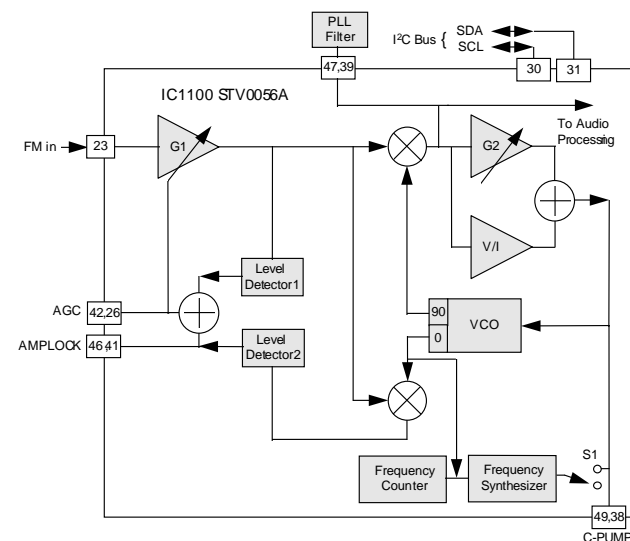 PLL
Filter
I²C Bus {
SDA
SCL
47,39
30
31
IC1100 STV0056A
To Audio
Processing
FM in
23
G1
G2
V/I
Level
Detector1
AGC
42,26
90
0
VCO
AMPLOCK
46,41
Level
Detector2
S1
Frequency
Counter
Frequency
Synthesizer
49,38
C-PUMP